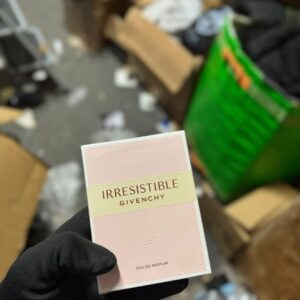 IRRESISTIBLE
GIVENCHY
EAU DE PARFUM